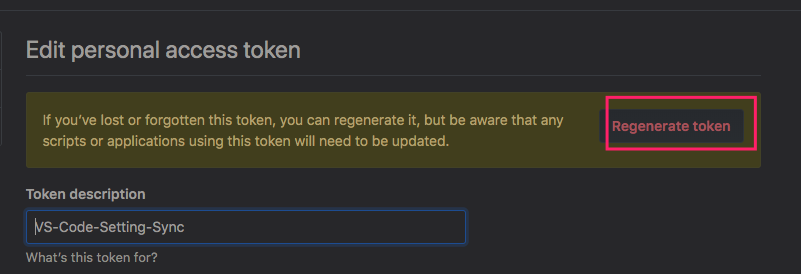 Edit personal access token
If you’ve lost or forgotten this token, you can regenerate it, but be aware that any
scripts or applications using this token will need to be updated.
Regenerate token
Token description
VS-Code-Setting-Sync
What’s this token for?